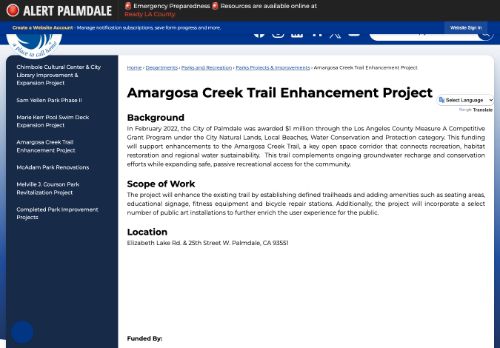 ALERT PALMDALE
🚨 Emergency Preparedness 🚨 Resources are available online at
Ready LA County.
Create a Website Account - Manage notification subscriptions, save form progress and more.
Website Sign In
a place to call home
Chimbole Cultural Center & City
Library Improvement &
Expansion Project
Sam Yellen Park Phase II
Marie Kerr Pool Swim Deck
Expansion Project
Amargosa Creek Trail
Enhancement Project
McAdam Park Renovations
Melville J. Courson Park
Revitalization Project
Completed Park Improvement
Projects
Home › Departments › Parks and Recreation › Parks Projects & Improvements › Amargosa Creek Trail Enhancement Project
Amargosa Creek Trail Enhancement Project
Select Language
Google Translate
Background
In February 2022, the City of Palmdale was awarded $1 million through the Los Angeles County Measure A Competitive
Grant Program under the City Natural Lands, Local Beaches, Water Conservation and Protection category. This funding
will support enhancements to the Amargosa Creek Trail, a key open space corridor that connects recreation, habitat
restoration and regional water sustainability. This trail complements ongoing groundwater recharge and conservation
efforts while expanding safe, passive recreational access for the community.
Scope of Work
The project will enhance the existing trail by establishing defined trailheads and adding amenities such as seating areas,
educational signage, fitness equipment and bicycle repair stations. Additionally, the project will incorporate a select
number of public art installations to further enrich the user experience for the public.
Location
Elizabeth Lake Rd. & 25th Street W. Palmdale, CA 93551
Funded By: